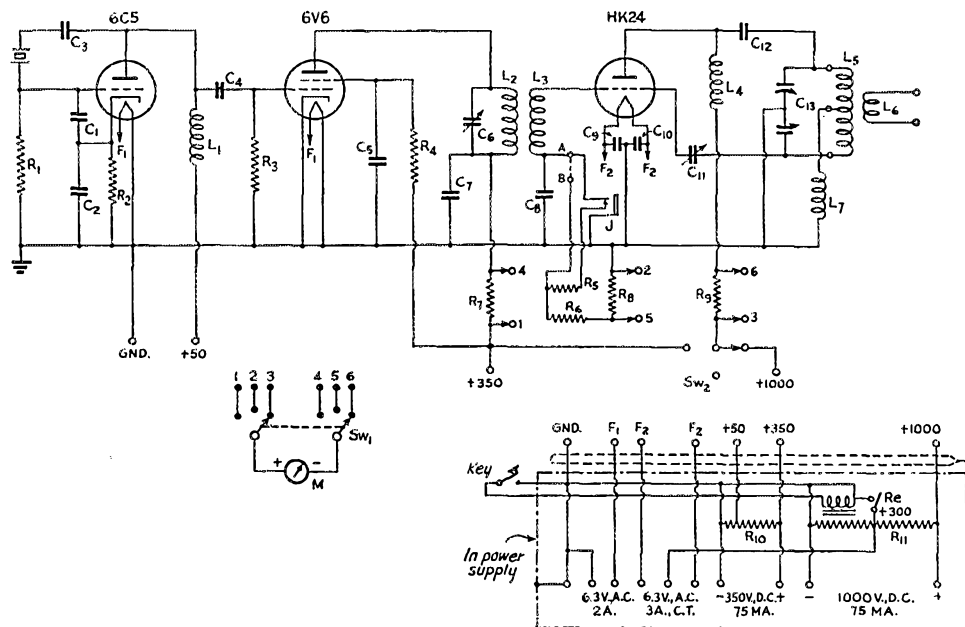 6C5 6V6 HK24
C3 C12
L5
C4 L2 L3 L4 C13 L6
C1 C6 C9 C10
R1 F1 L1 R3 F1 C5 R4 F2 F2 C11
C2 R2 C7 A B C8 J L7
4 2 6
R7 R5 R6 R8 R9
1 5 3
GND. +50 +350 Sw2 +1000
1 2 3 4 5 6
Sw1
+ - M
GND. F1 F2 F2 +50 +350 +1000
Key Re
+300
R10 R11
In power
supply
6.3V.,A.C. 6.3V.,A.C. -350V.,D.C.+ - 1000V.,D.C. +
2A. 3A.,C.T. 75 MA. 75 MA.